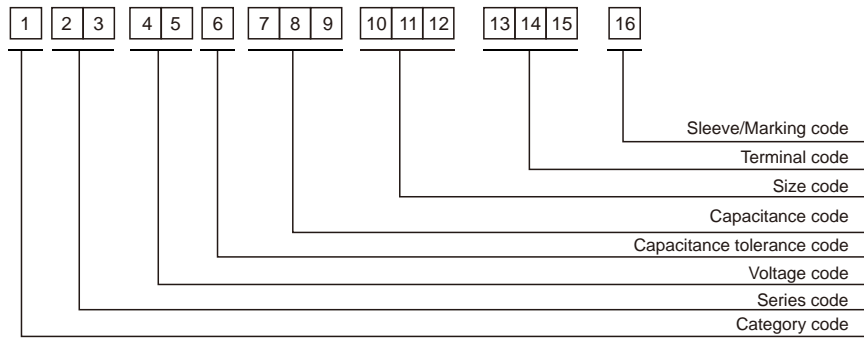 1 2 3 4 5 6 7 8 9 10 11 12 13 14 15 16
Sleeve/Marking code
Terminal code
Size code
Capacitance code
Capacitance tolerance code
Voltage code
Series code
Category code